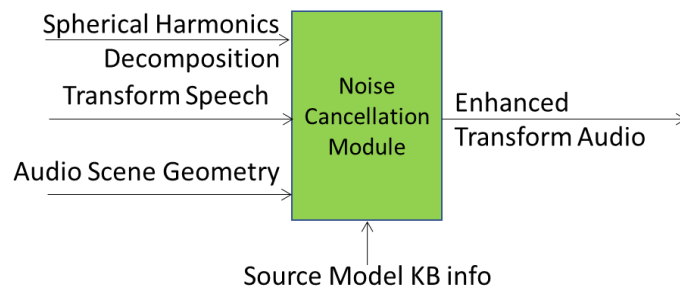 Spherical Harmonics
Decomposition
Transform Speech
Audio Scene Geometry
Noise
Cancellation
Module
Enhanced
Transform Audio
Source Model KB info